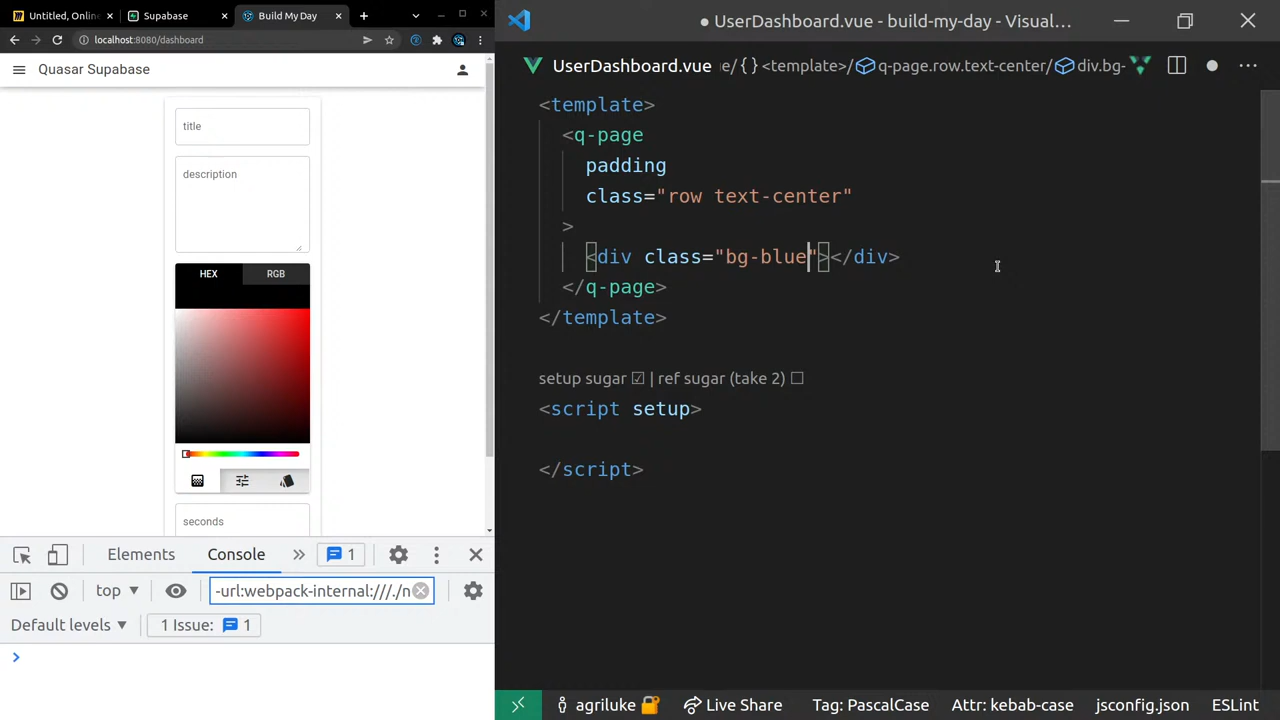 Untitled, Onlin
Supabase
Build My Day
localhost:8080/dashboard
Quasar Supabase
title
description
HEX
RGB
seconds
Elements
Console
1
top
-url:webpack-internal:///./n
Default levels
1 Issue:
1
>
UserDashboard.vue - build-my-day - Visual…
UserDashboard.vue
ue/ {} <template>/ q-page.row.text-center/ div.bg-
<template>
<q-page
padding
class="row text-center"
>
<div class="bg-blue"></div>
</q-page>
</template>
setup sugar ☑ | ref sugar (take 2) ☐
<script setup>
</script>
agriluke 🔐
Live Share
Tag: PascalCase
Attr: kebab-case
jsconfig.json
ESLint